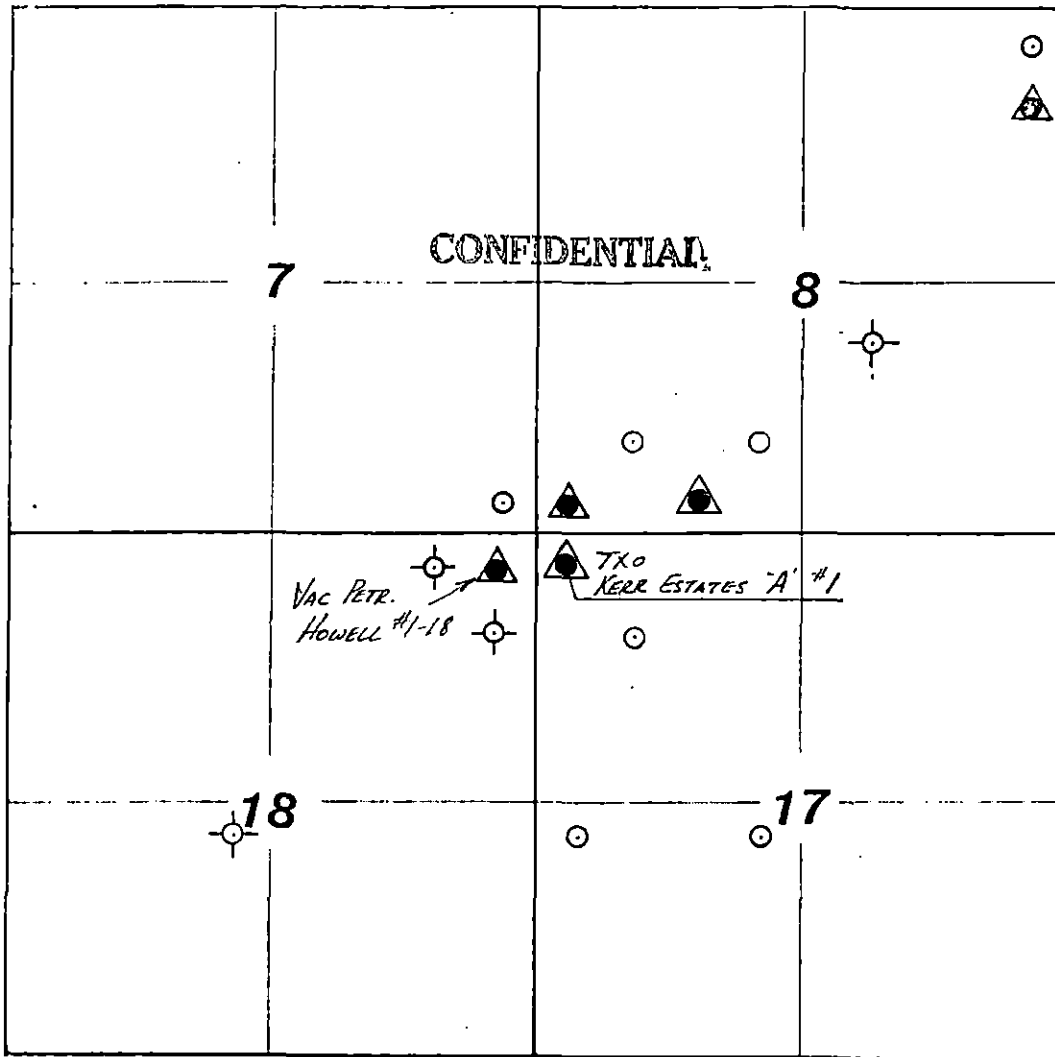 CONFIDENTIAL
7
8
TXO
KERR ESTATES 'A' #1
VAC PETR.
HOWELL #1-18
18
17